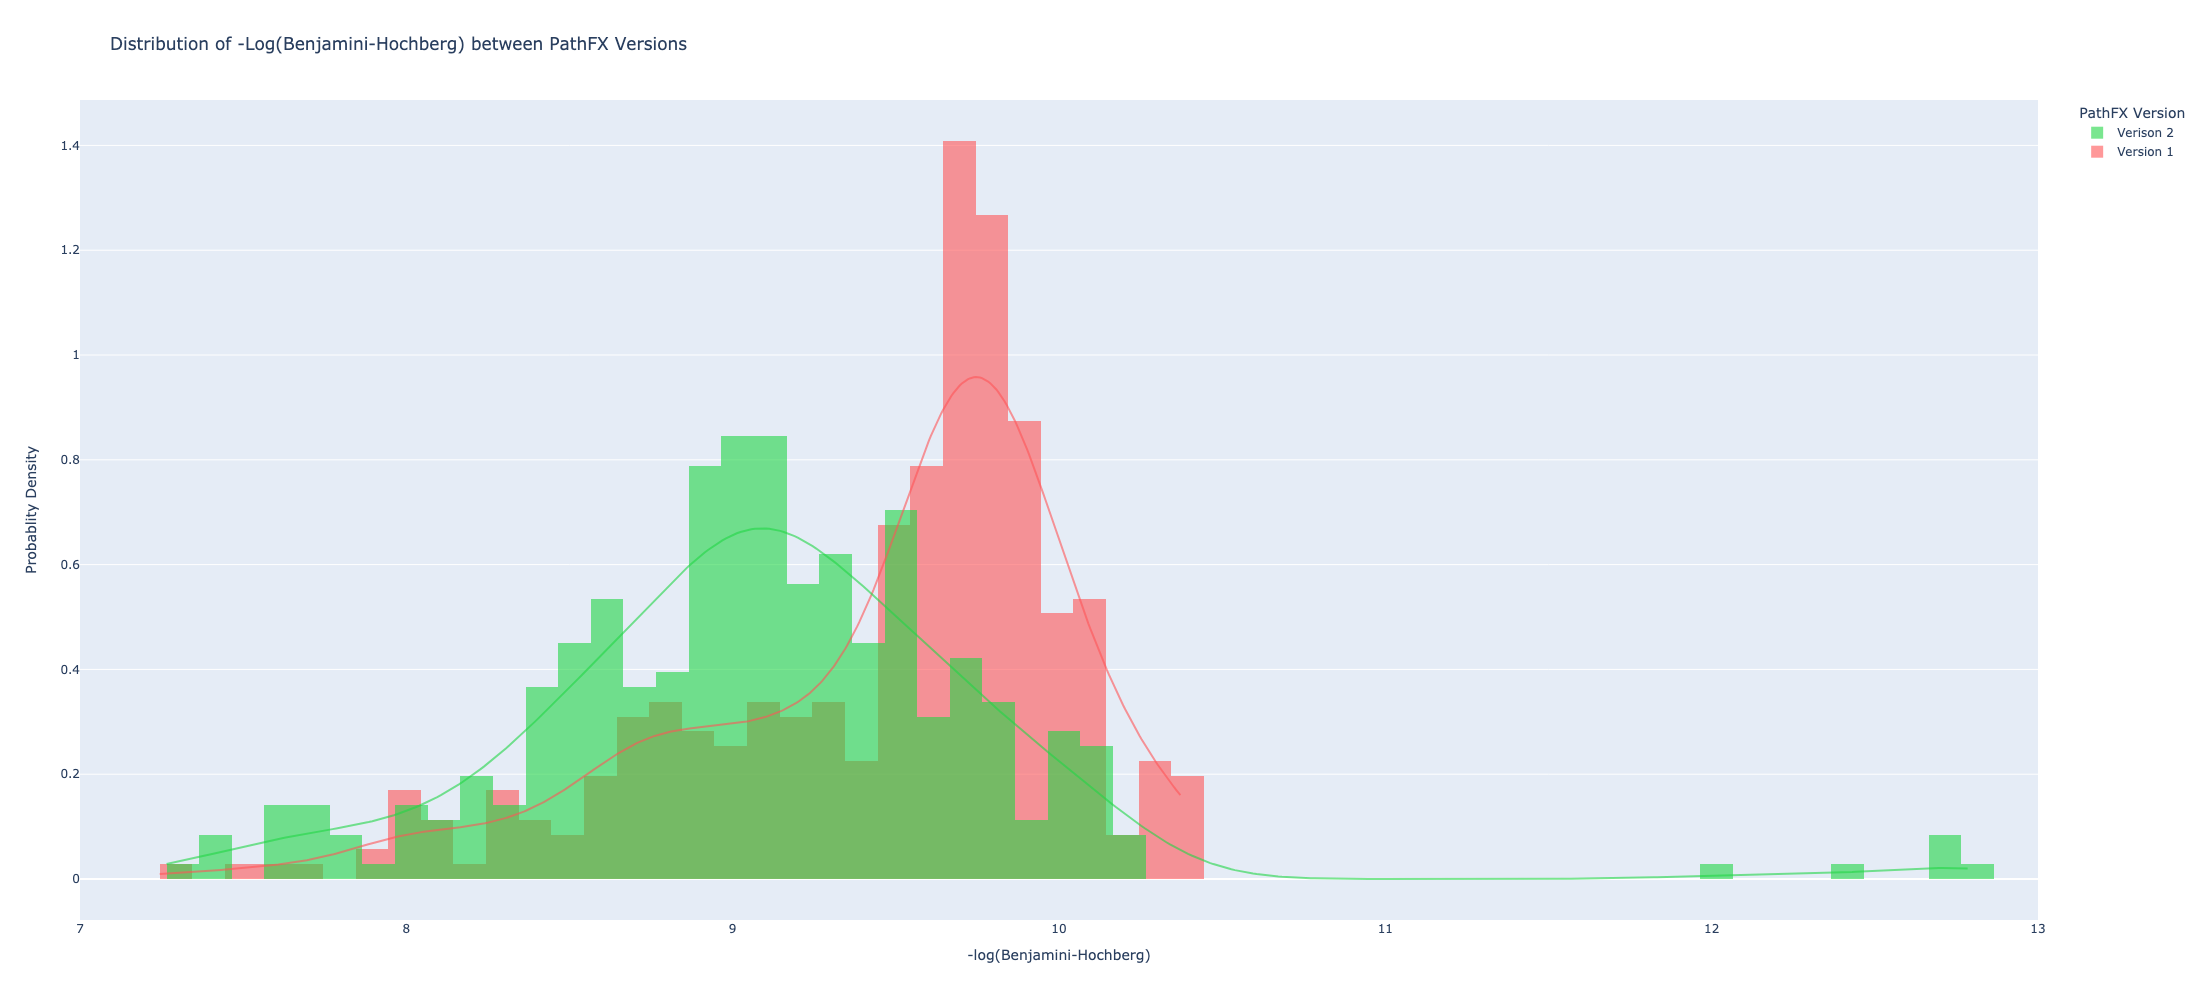 Distribution of -Log(Benjamini-Hochberg) between PathFX Versions
PathFX Version
Verison 2
Version 1
1.4
1.2
1
0.8
0.6
0.4
0.2
0
Probablity Density
7 8 9 10 11 12 13
-log(Benjamini-Hochberg)